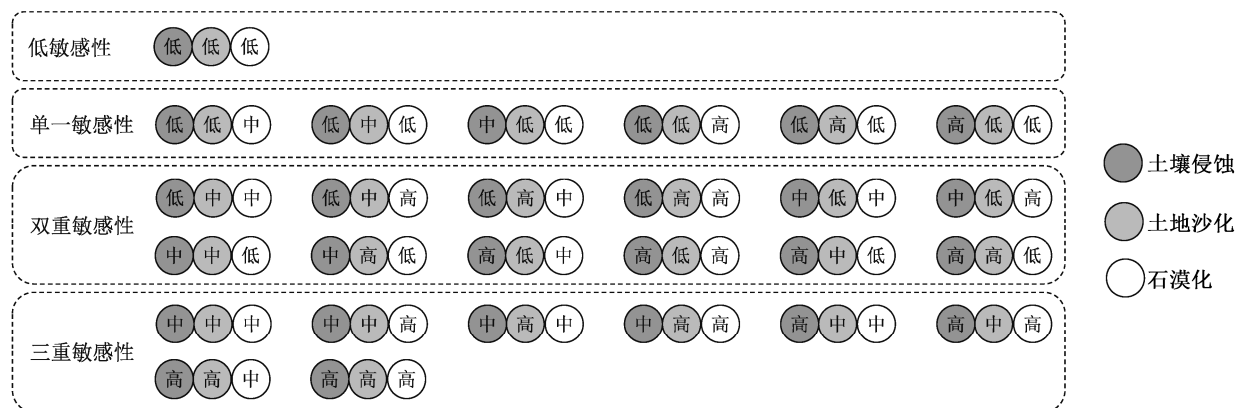 低敏感性 低 低 低
单一敏感性 低 低 中 低 中 低 中 低 低 低 低 高 低 高 低 高 低 低
双重敏感性
低 中 中 低 中 高 低 高 中 低 高 高 中 低 中 中 低 高
中 中 低 中 高 低 高 低 中 高 低 高 高 中 低 高 高 低
三重敏感性
中 中 中 中 中 高 中 高 中 中 高 高 高 中 中 高 中 高
高 高 中 高 高 高
土壤侵蚀
土地沙化
石漠化